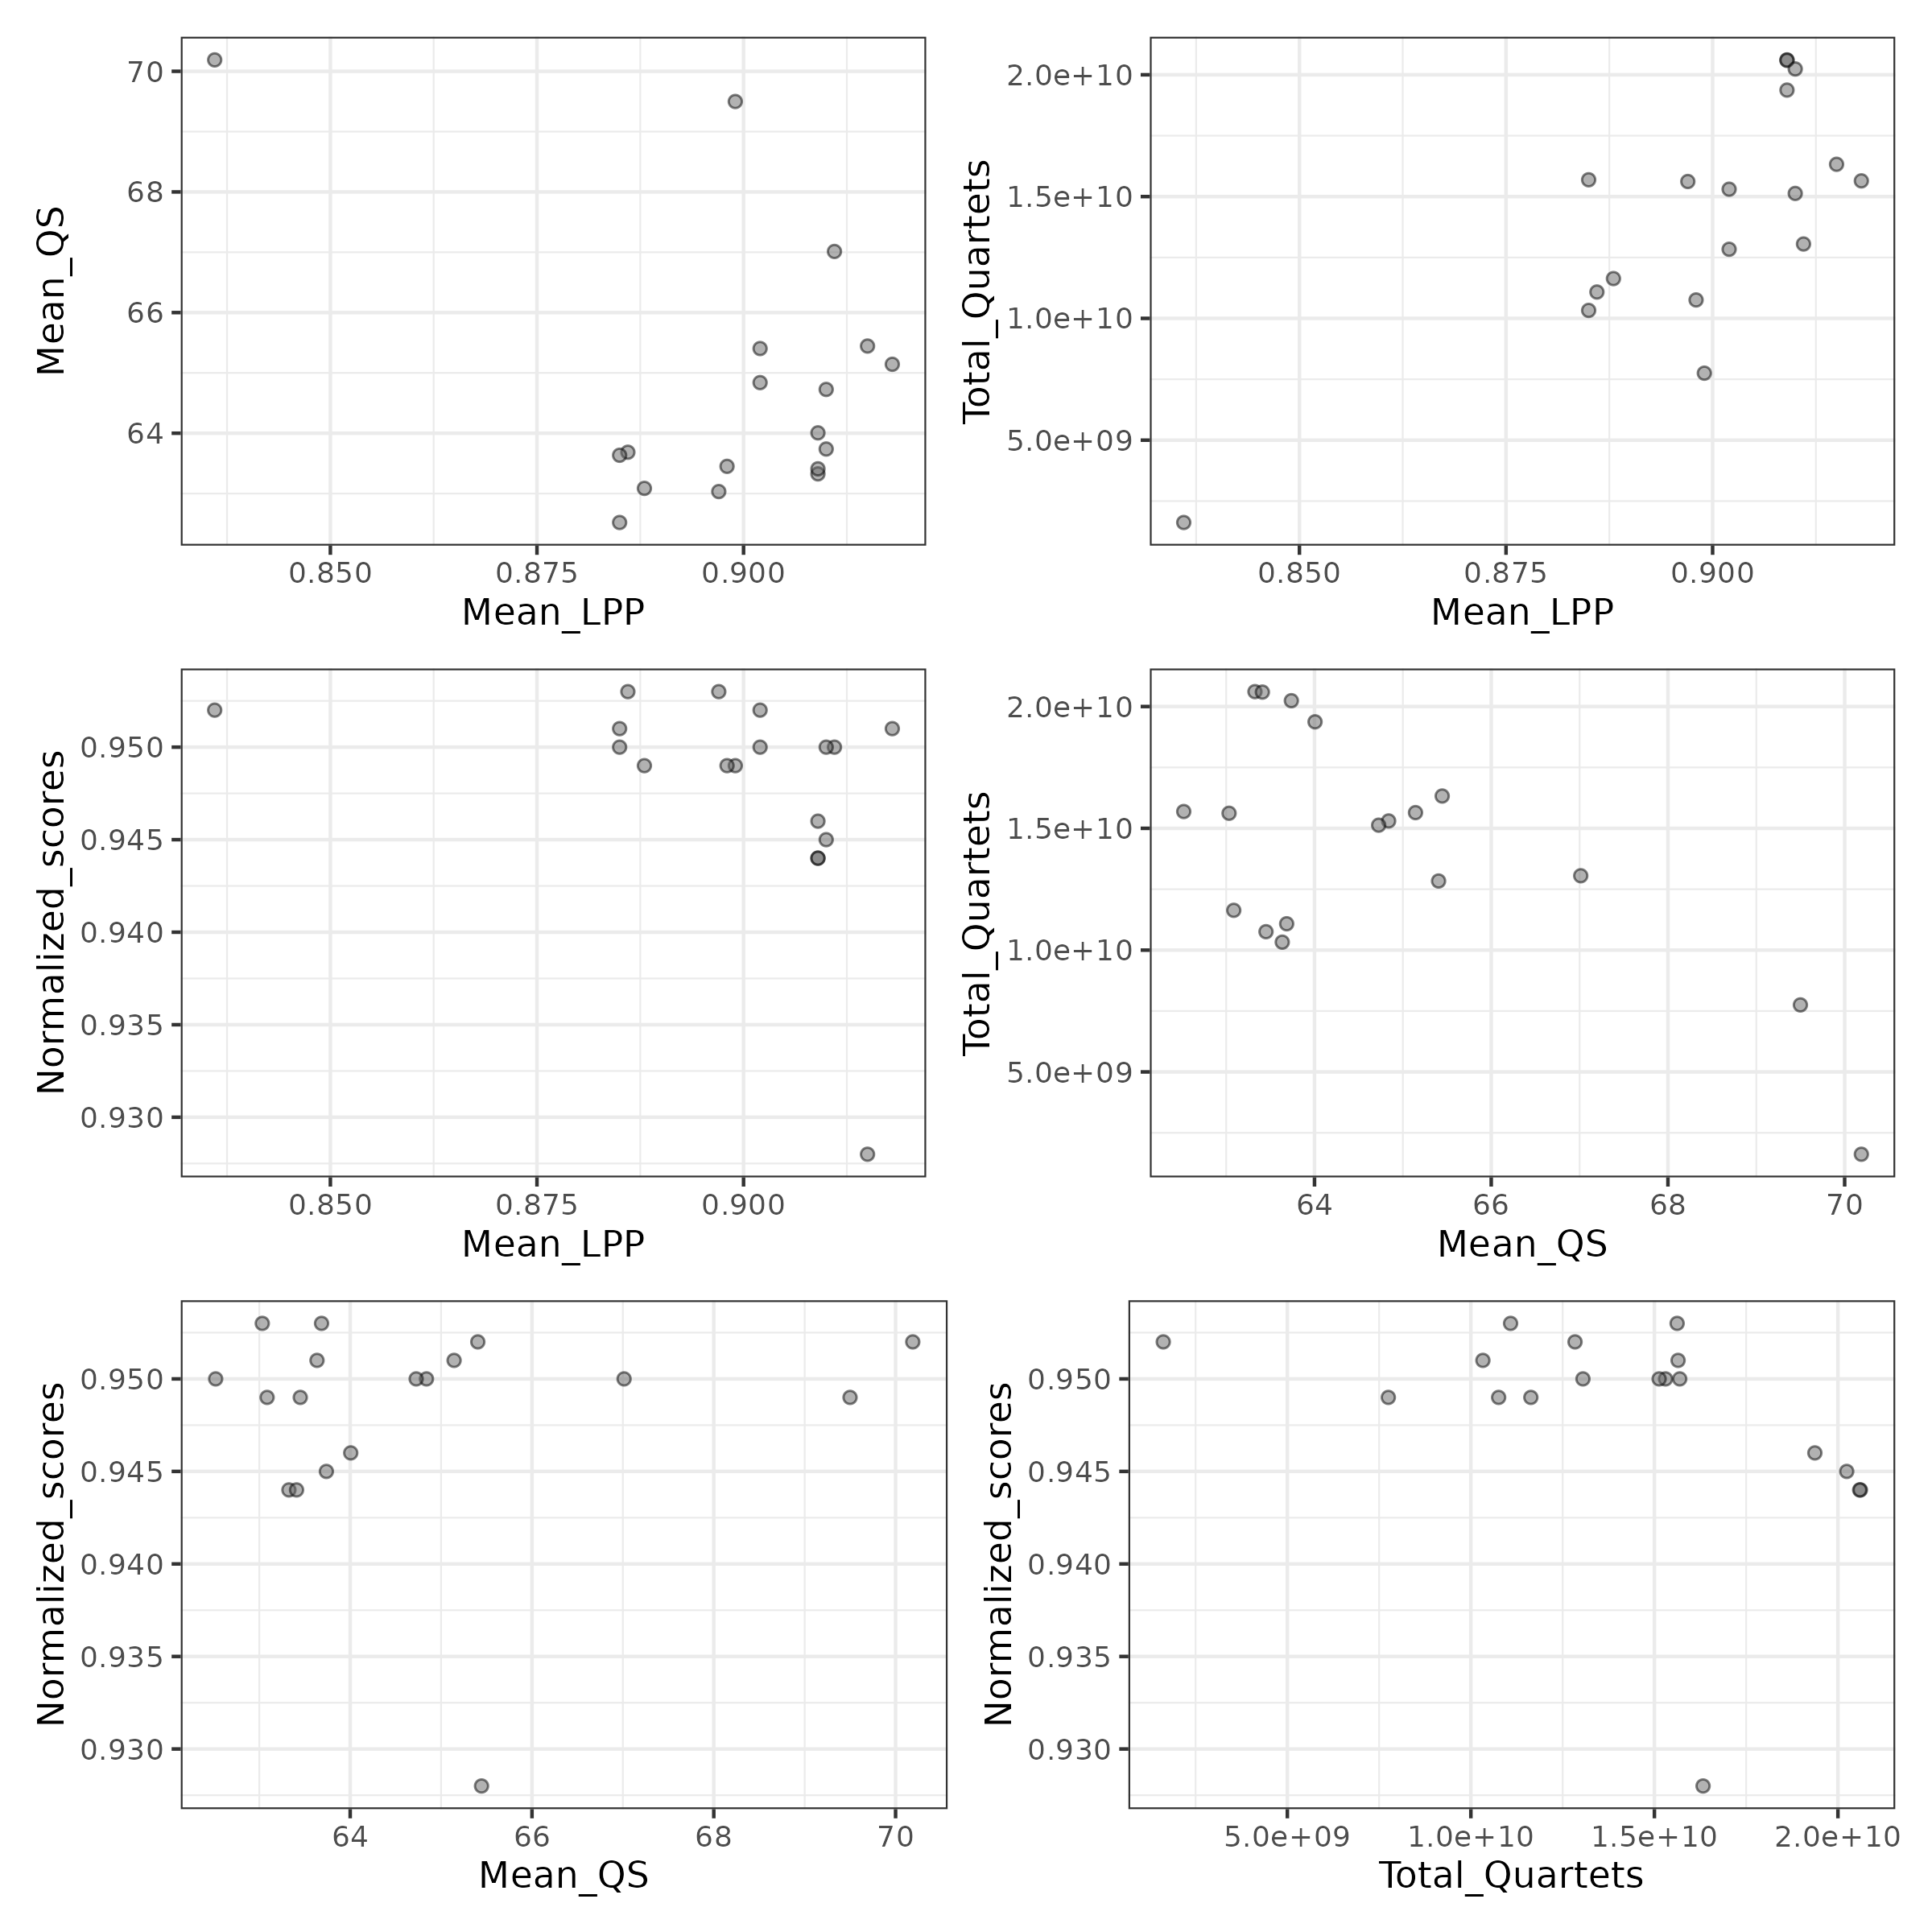 Mean_QS
70
68
66
64
0.850 0.875 0.900
Mean_LPP
Total_Quartets
2.0e+10
1.5e+10
1.0e+10
5.0e+09
0.850 0.875 0.900
Mean_LPP
Normalized_scores
0.950
0.945
0.940
0.935
0.930
0.850 0.875 0.900
Mean_LPP
Total_Quartets
2.0e+10
1.5e+10
1.0e+10
5.0e+09
64 66 68 70
Mean_QS
Normalized_scores
0.950
0.945
0.940
0.935
0.930
64 66 68 70
Mean_QS
Normalized_scores
0.950
0.945
0.940
0.935
0.930
5.0e+09 1.0e+10 1.5e+10 2.0e+10
Total_Quartets